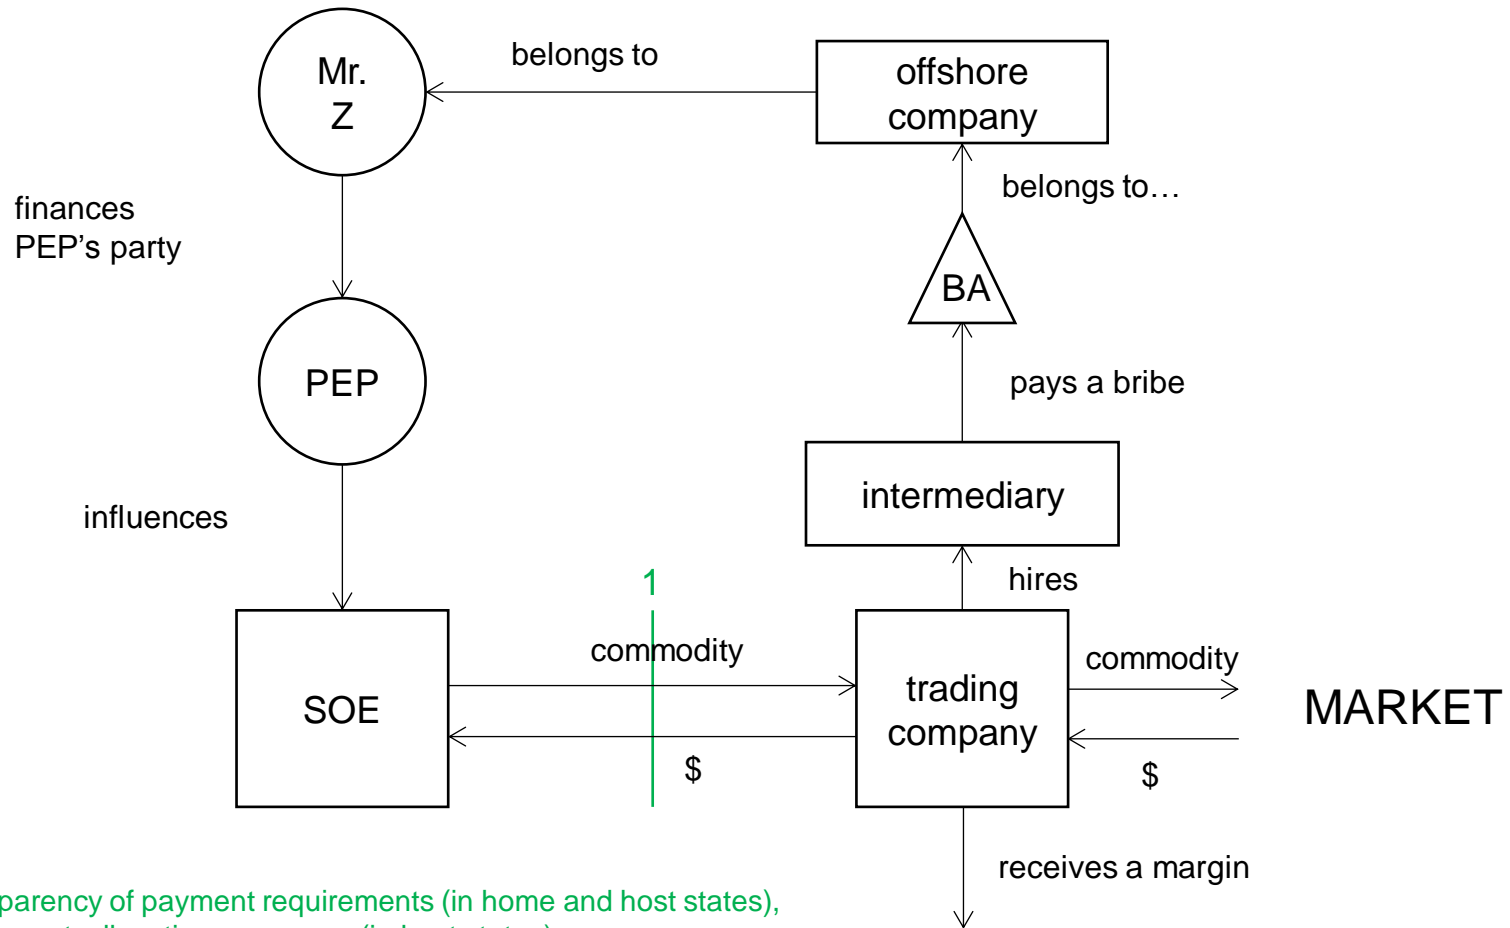 Mr.
Z
belongs to
offshore
company
finances
PEP's party
belongs to…
BA
PEP
pays a bribe
intermediary
influences
1
hires
SOE
commodity
$
trading
company
commodity
$
MARKET
receives a margin
parency of payment requirements (in home and host states),